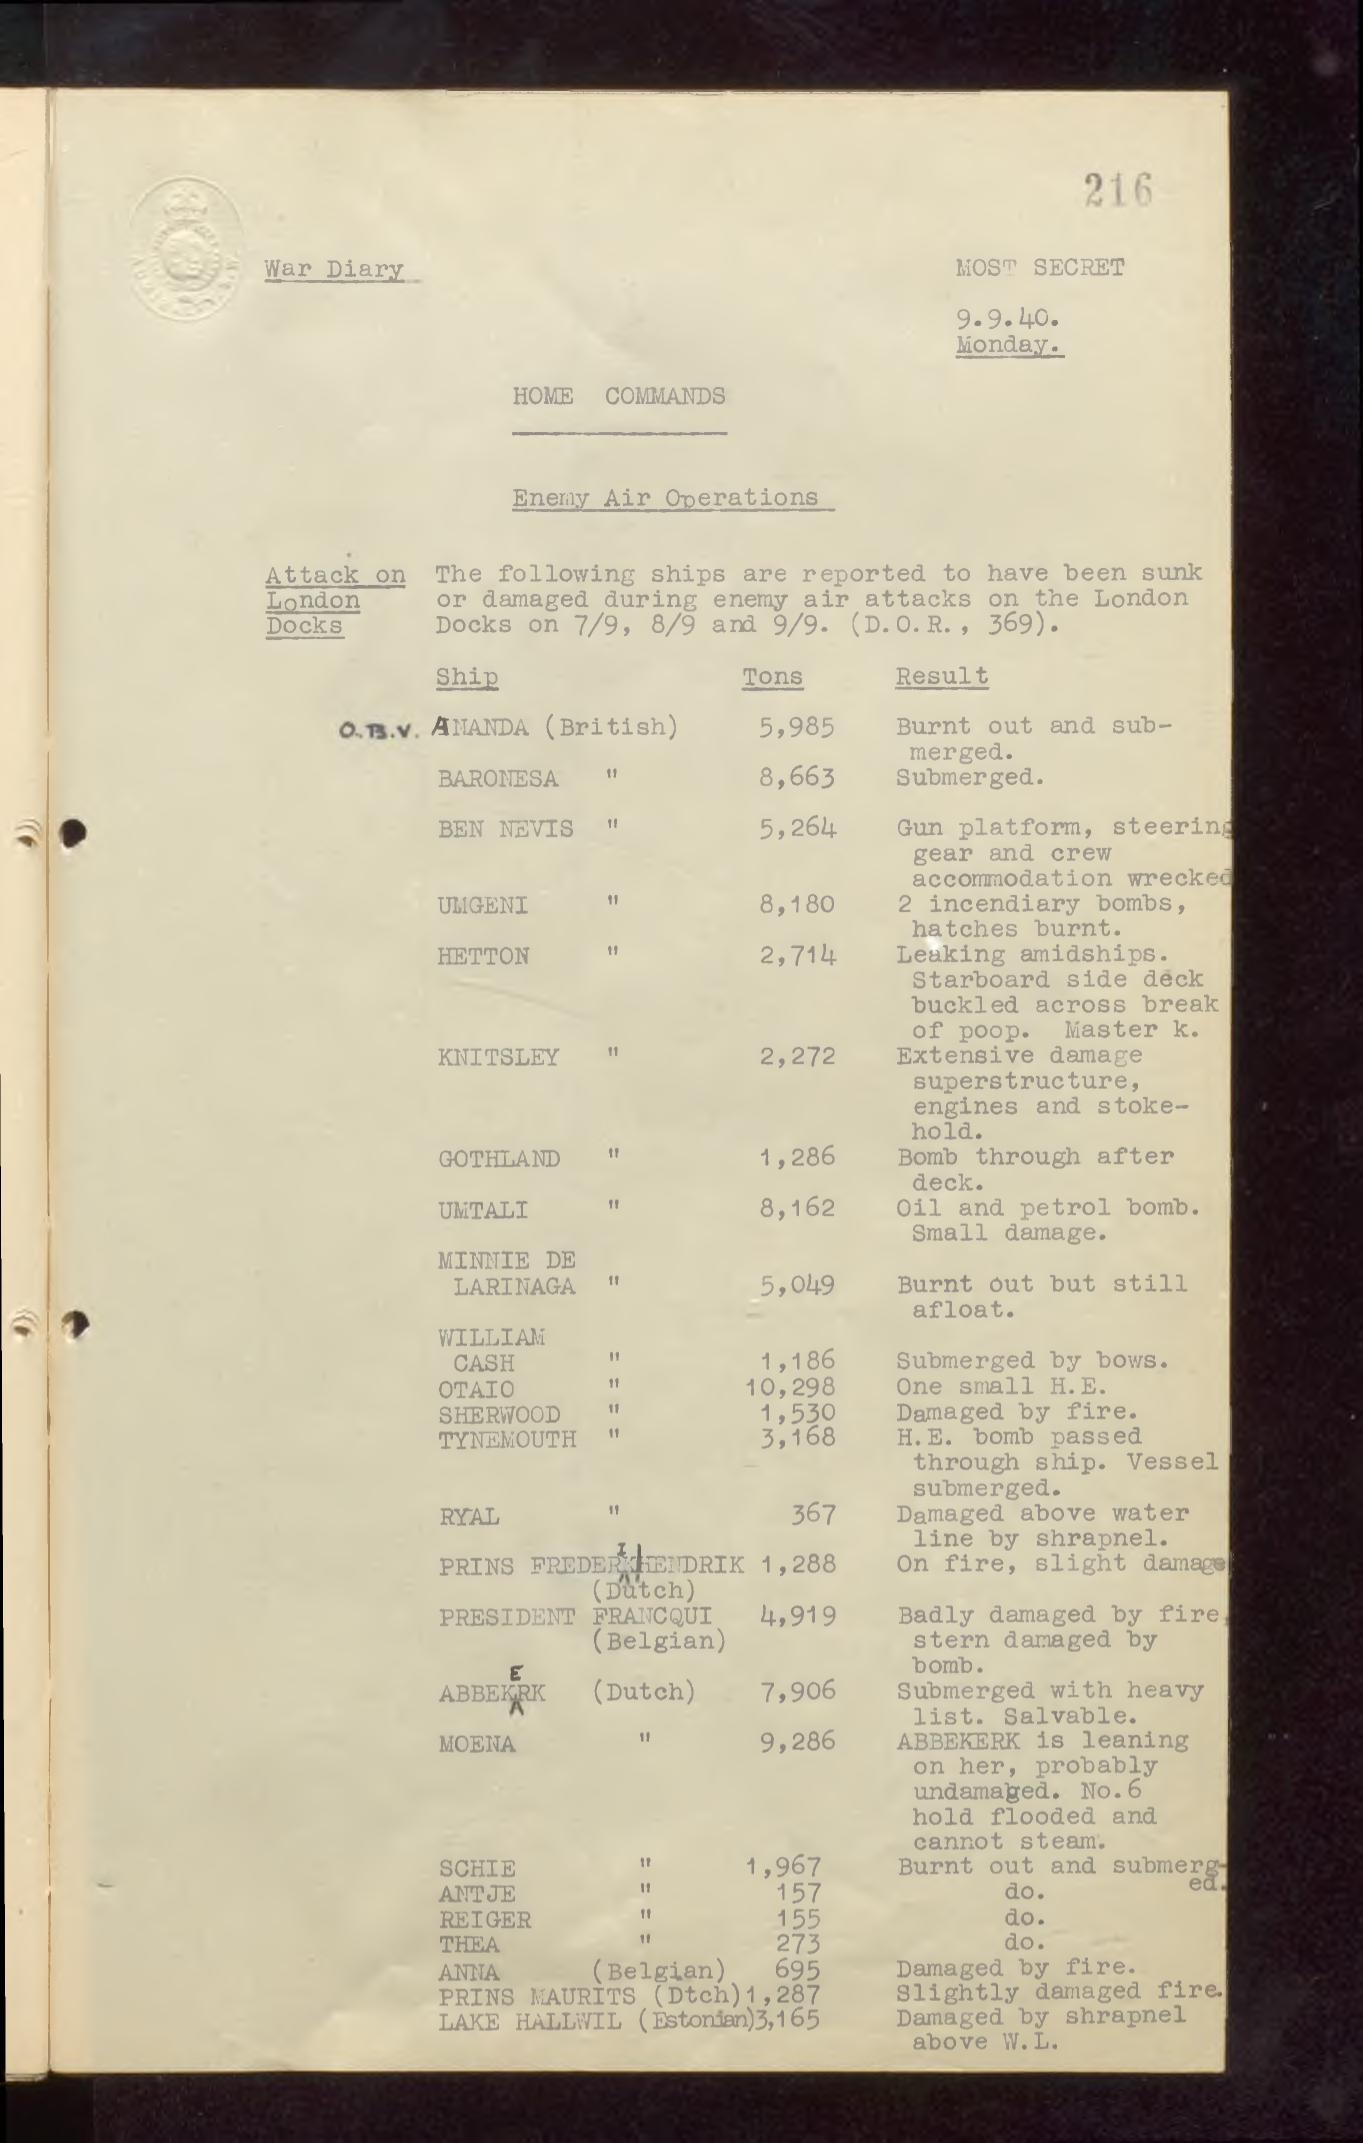 216
War Diary MOST SECRET
9.9.40.
Monday.
HOME COMMANDS
Enemy Air Operations
Attack on The following ships are reported to have been sunk
London or damaged during enemy air attacks on the London
Docks Docks on 7/9, 8/9 and 9/9. (D.O.R., 369).
Ship Tons Result
O.B.V. ANANDA (British) 5,985 Burnt out and sub-
merged.
BARONESA " 8,663 Submerged.
BEN NEVIS " 5,264 Gun platform, steering
gear and crew
accommodation wrecked
UMGENI " 8,180 2 incendiary bombs,
hatches burnt.
HETTON " 2,714 Leaking amidships.
Starboard side deck
buckled across break
of poop. Master k.
KNITSLEY " 2,272 Extensive damage
superstructure,
engines and stoke-
hold.
GOTHLAND " 1,286 Bomb through after
deck.
UMTALI " 8,162 Oil and petrol bomb.
Small damage.
MINNIE DE
LARINAGA " 5,049 Burnt out but still
afloat.
WILLIAM
CASH " 1,186 Submerged by bows.
OTAIO " 10,298 One small H.E.
SHERWOOD " 1,530 Damaged by fire.
TYNEMOUTH " 3,168 H.E. bomb passed
through ship. Vessel
submerged.
RYAL " 367 Damaged above water
line by shrapnel.
PRINS FREDERIK HENDRIK 1,288 On fire, slight damage
(Dutch)
PRESIDENT FRANCQUI 4,919 Badly damaged by fire,
(Belgian) stern damaged by
bomb.
ABBEKERK (Dutch) 7,906 Submerged with heavy
list. Salvable.
MOENA " 9,286 ABBEKERK is leaning
on her, probably
undamaged. No.6
hold flooded and
cannot steam.
SCHIE " 1,967 Burnt out and submerg-
ed.
ANTJE " 157 do.
REIGER " 155 do.
THEA " 273 do.
ANNA (Belgian) 695 Damaged by fire.
PRINS MAURITS (Dtch) 1,287 Slightly damaged fire.
LAKE HALLWIL (Estonian) 3,165 Damaged by shrapnel
above W.L.